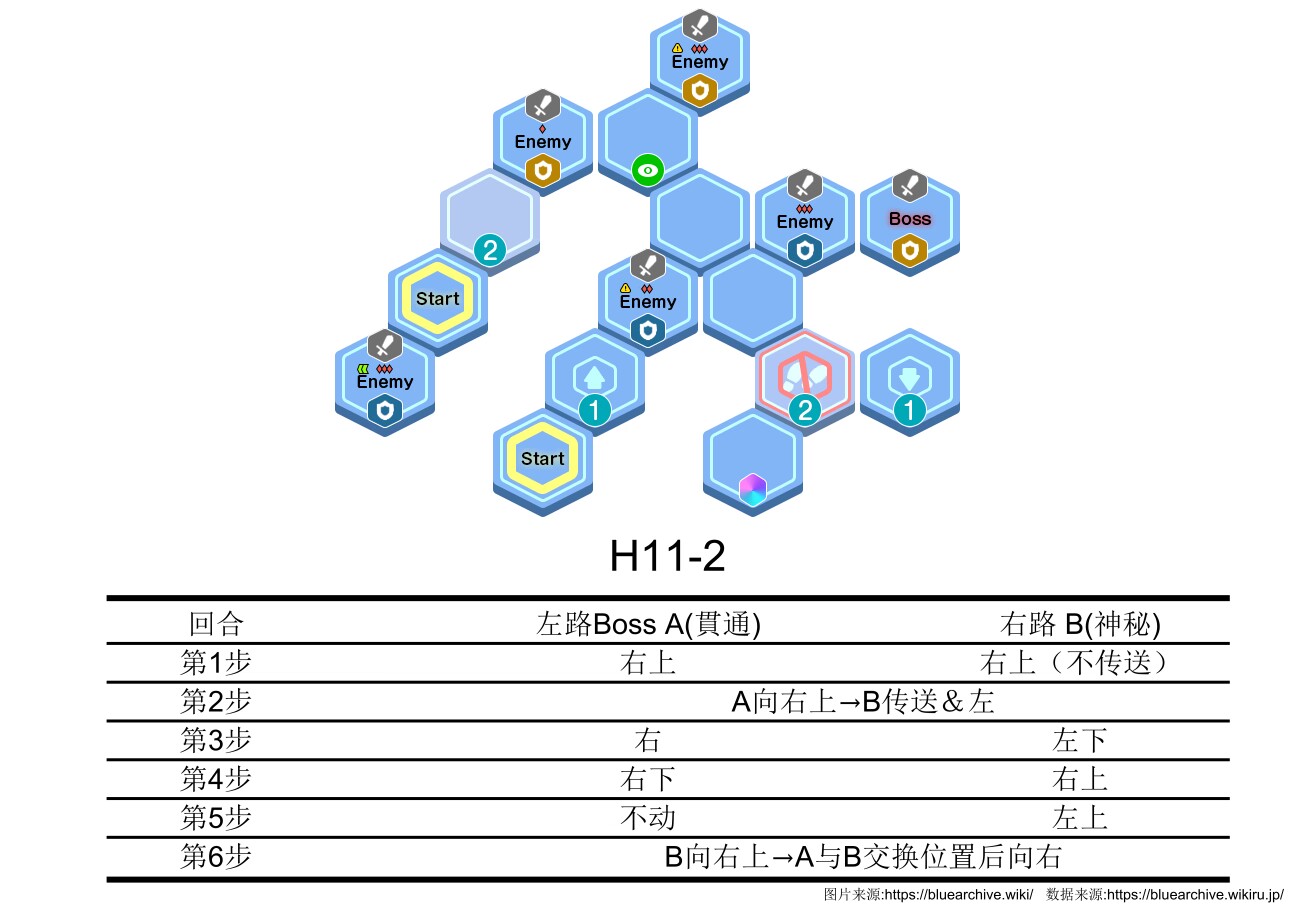 Enemy
Enemy
Enemy
Boss
2
Start
Enemy
Enemy
1
2
1
Start
H11-2
回合 左路Boss A(貫通) 右路 B(神秘)
第1步 右上 右上（不传送）
第2步 A向右上→B传送＆左
第3步 右 左下
第4步 右下 右上
第5步 不动 左上
第6步 B向右上→A与B交换位置后向右
图片来源:https://bluearchive.wiki/ 数据来源:https://bluearchive.wikiru.jp/